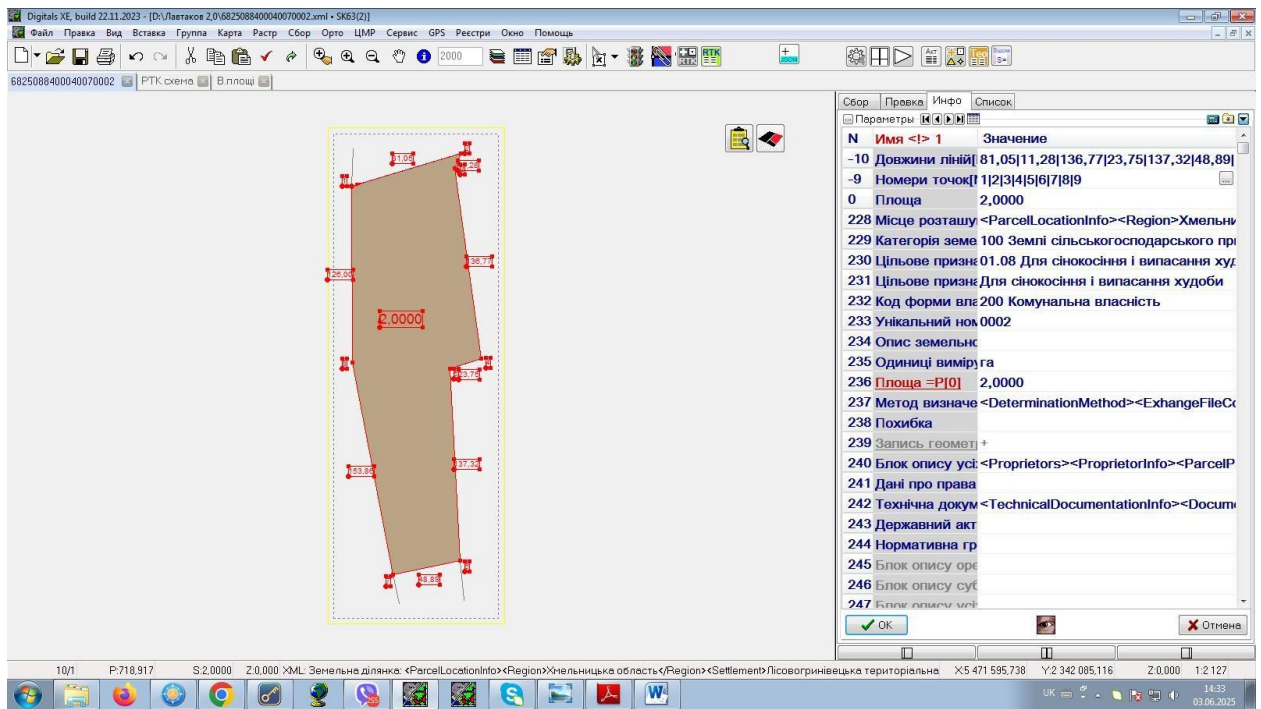 Digitals XE, build 22.11.2023 - [D:\Лавтаков 2,0\6825088400040070002.xml • SK63(2)]
Файл Правка Вид Вставка Группа Карта Растр Сбор Орто ЦМР Сервис GPS Реестри Окно Помощь
2000 RTK + JSON Акт Teo S=
6825088400040070002 РТК схема В.площі
Сбор Правка Инфо Список
Параметры
N Имя <!> 1 Значение
-10 Довжини ліній[ 81,05|11,28|136,77|23,75|137,32|48,89|
-9 Номери точок[ 1|2|3|4|5|6|7|8|9 ...
0 Площа 2,0000
228 Місце розташу <ParcelLocationInfo><Region>Хмельни
229 Категорія земе 100 Землі сільськогосподарського при
230 Цільове призна 01.08 Для сінокосіння і випасання худ
231 Цільове призна Для сінокосіння і випасання худоби
232 Код форми вла 200 Комунальна власність
233 Унікальний ном 0002
234 Опис земельно
235 Одиниці виміру га
236 Площа =P[0] 2,0000
237 Метод визначе <DeterminationMethod><ExhangeFileCo
238 Похибка
239 Запись геомет +
240 Блок опису усі <Proprietors><ProprietorInfo><ParcelP
241 Дані про права
242 Технічна докум <TechnicalDocumentationInfo><Docum
243 Державний акт
244 Нормативна гр
245 Блок опису оре
246 Блок опису суб
247 Блок опису усі
OK Отмена
81,05
136,77
126,00
2,0000
23,75
153,86
137,32
48,89
10/1 P:718,917 S:2,0000 Z:0,000 XML: Земельна ділянка: <ParcelLocationInfo><Region>Хмельницька область</Region><Settlement>Лісовогринівецька територіальна X:5 471 595,738 Y:2 342 085,116 Z:0,000 1:2 127
UK 14:33
03.06.2025